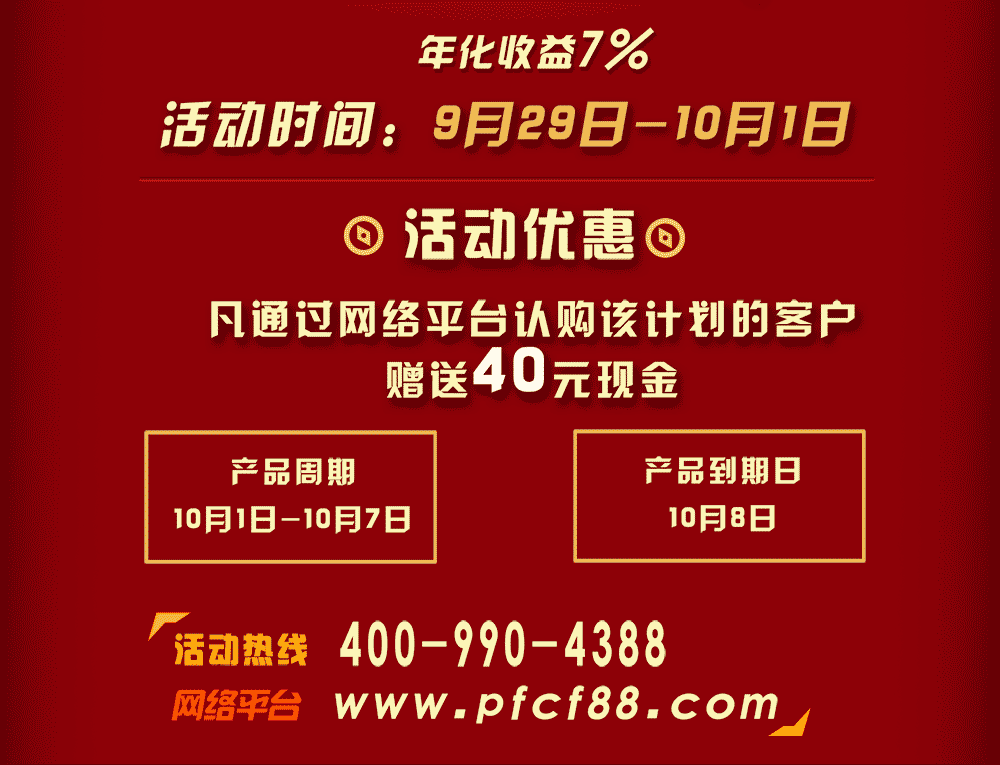 年化收益7%
活动时间：9月29日-10月1日
活动优惠
凡通过网络平台认购该计划的客户
赠送40元现金
产品周期
10月1日-10月7日
产品到期日
10月8日
活动热线 400-990-4388
网络平台 www.pfcf88.com